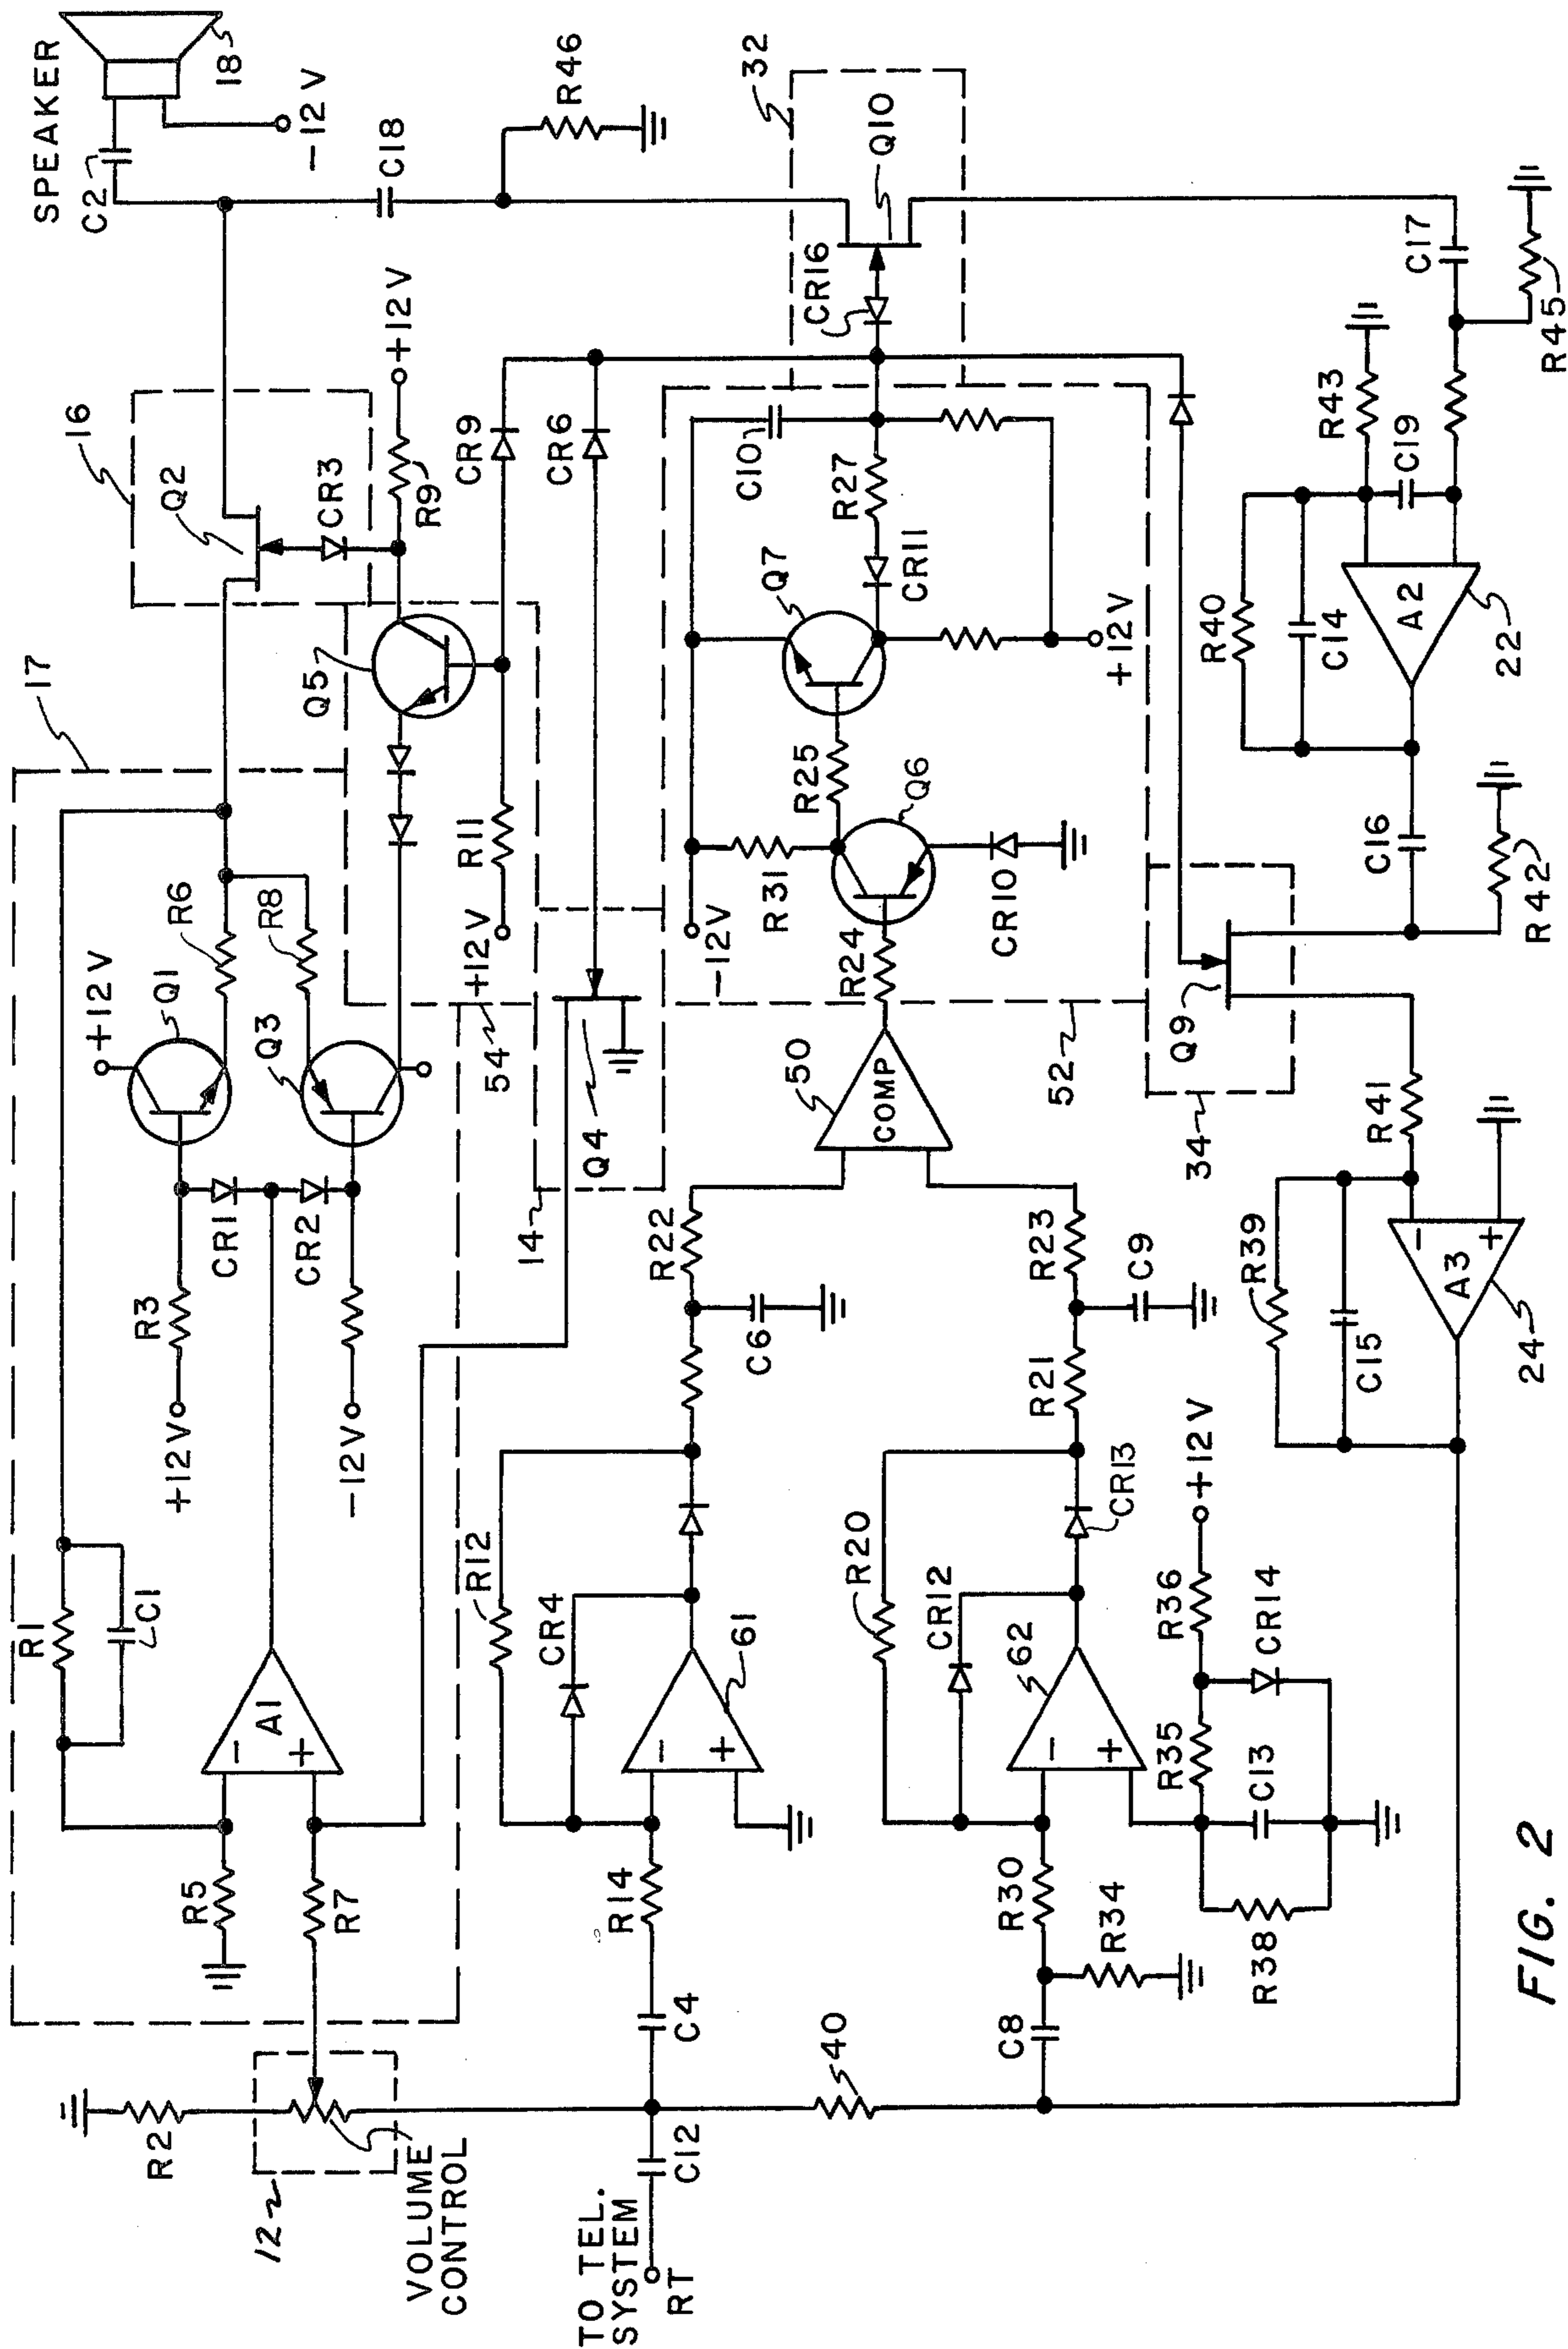 SPEAKER
18
-12 V
C2
C18
R46
32
Q10
CR16
C17
R45
16
Q2
CR3
+12 V
R9
CR9
CR6
C10
R27
CR11
Q7
+12 V
R43
C19
R40
C14
A2
22
17
Q5
R11
+12 V
54
R31
-12V
R25
Q6
CR10
R24
C16
R42
Q9
34
52
50
COMP
+12 V
Q1
R6
R8
Q3
Q4
14
CR1
CR2
R3
+12V
-12V
R22
C6
R23
C9
R21
R41
R39
C15
A3
-
+
24
R1
C1
A1
-
+
R5
R7
R12
CR4
61
-
+
R14
C4
R20
CR12
CR13
62
-
+
R30
R34
C8
R36
+12 V
CR14
R35
C13
R38
40
R2
12
VOLUME
CONTROL
C12
TO TEL.
SYSTEM
RT
FIG. 2